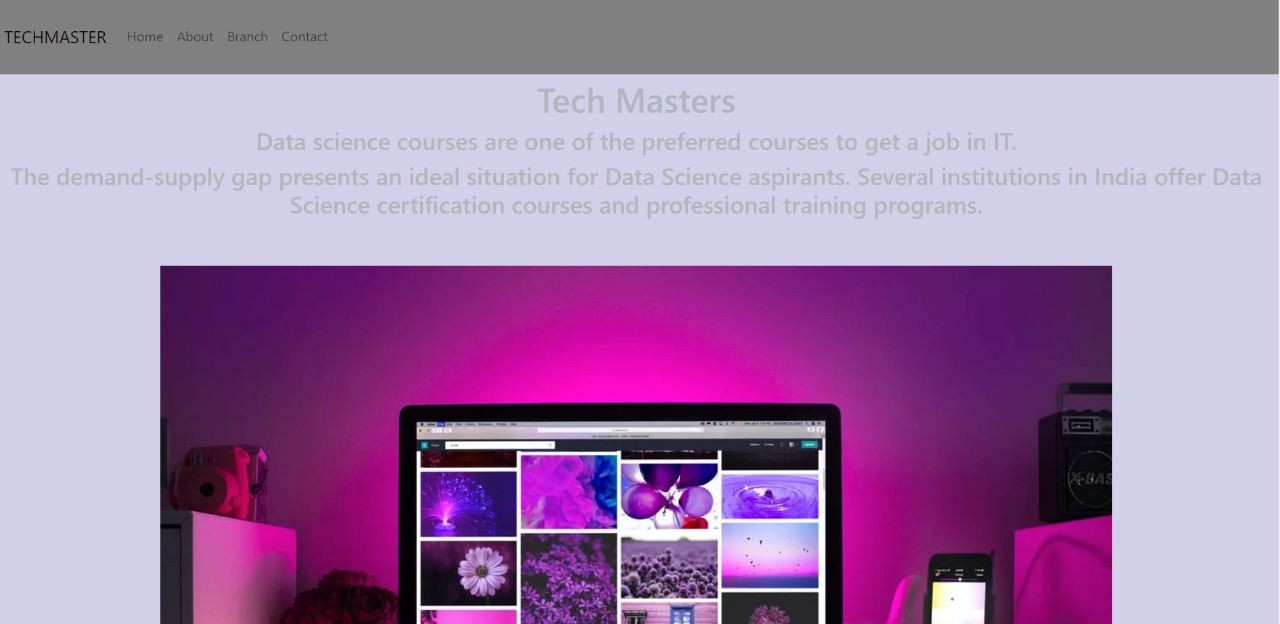 TECHMASTER Home About Branch Contact
Tech Masters
Data science courses are one of the preferred courses to get a job in IT.
The demand-supply gap presents an ideal situation for Data Science aspirants. Several institutions in India offer Data
Science certification courses and professional training programs.
X-BAS